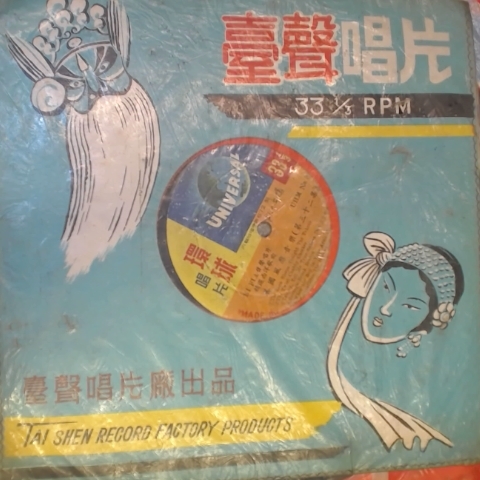 臺聲唱片
33⅓ RPM
UNIVERSAL
環球
唱片
臺聲唱片廠出品
TAI SHEN RECORD FACTORY PRODUCTS